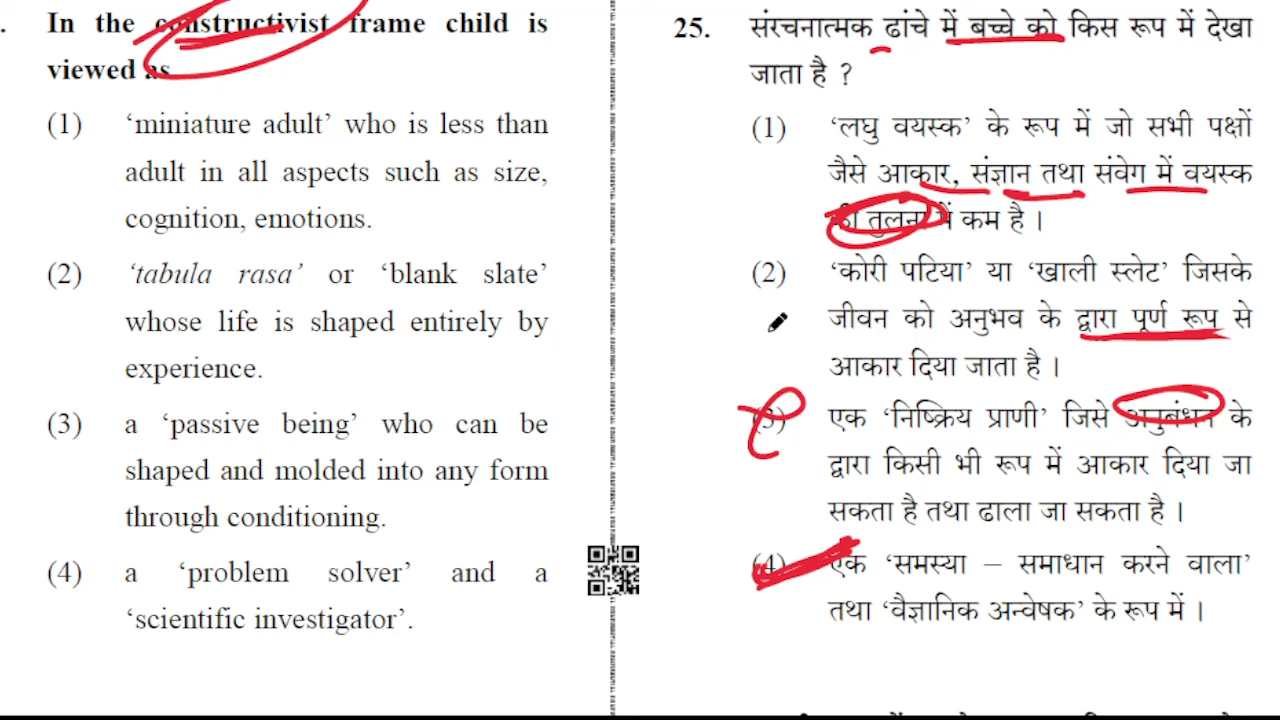 . In the constructivist frame child is
viewed as
(1) ‘miniature adult’ who is less than
adult in all aspects such as size,
cognition, emotions.
(2) ‘tabula rasa’ or ‘blank slate’
whose life is shaped entirely by
experience.
(3) a ‘passive being’ who can be
shaped and molded into any form
through conditioning.
(4) a ‘problem solver’ and a
‘scientific investigator’.
25. संरचनात्मक ढांचे में बच्चे को किस रूप में देखा
जाता है ?
(1) ‘लघु वयस्क’ के रूप में जो सभी पक्षों
जैसे आकार, संज्ञान तथा संवेग में वयस्क
की तुलना में कम है ।
(2) ‘कोरी पटिया’ या ‘खाली स्लेट’ जिसके
जीवन को अनुभव के द्वारा पूर्ण रूप से
आकार दिया जाता है ।
(3) एक ‘निष्क्रिय प्राणी’ जिसे अनुबंधन के
द्वारा किसी भी रूप में आकार दिया जा
सकता है तथा ढाला जा सकता है ।
(4) एक ‘समस्या – समाधान करने वाला’
तथा ‘वैज्ञानिक अन्वेषक’ के रूप में ।